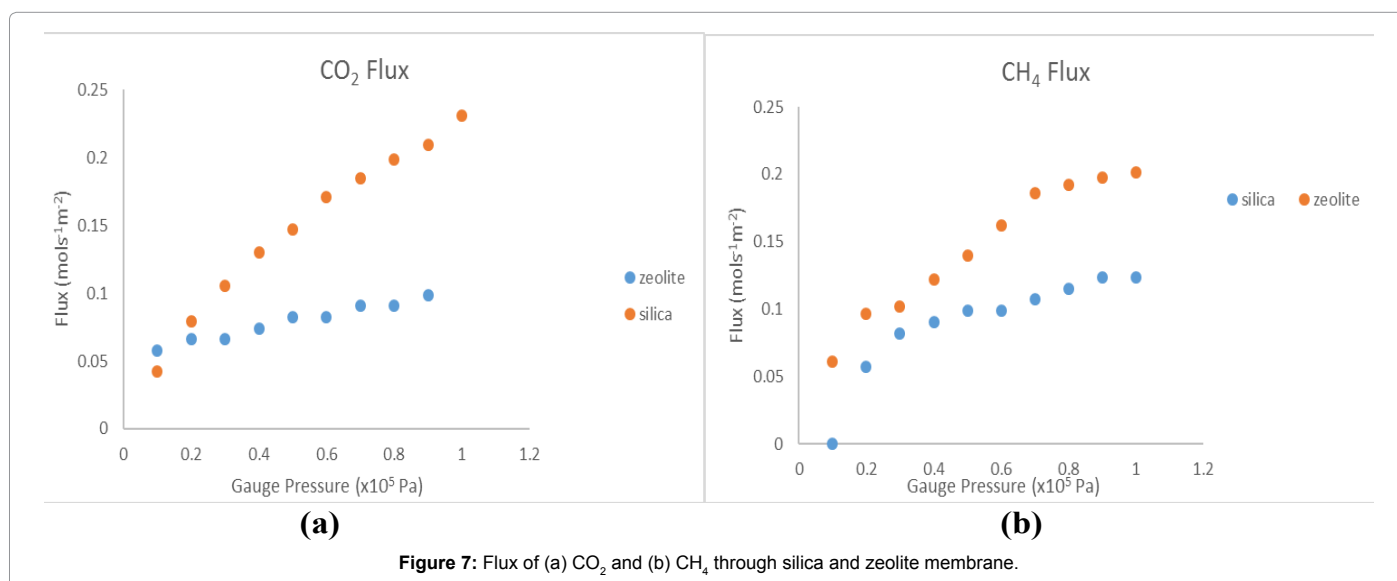 CO₂ Flux
0.25
0.2
0.15
0.1
0.05
0
0 0.2 0.4 0.6 0.8 1 1.2
Flux (mols⁻¹m⁻²)
Gauge Pressure (x10⁵ Pa)
zeolite
silica
(a)
CH₄ Flux
0.25
0.2
0.15
0.1
0.05
0
0 0.2 0.4 0.6 0.8 1 1.2
Flux (mols⁻¹m⁻²)
Gauge Pressure (x10⁵ Pa)
silica zeolite
(b)
Figure 7: Flux of (a) CO₂ and (b) CH₄ through silica and zeolite membrane.